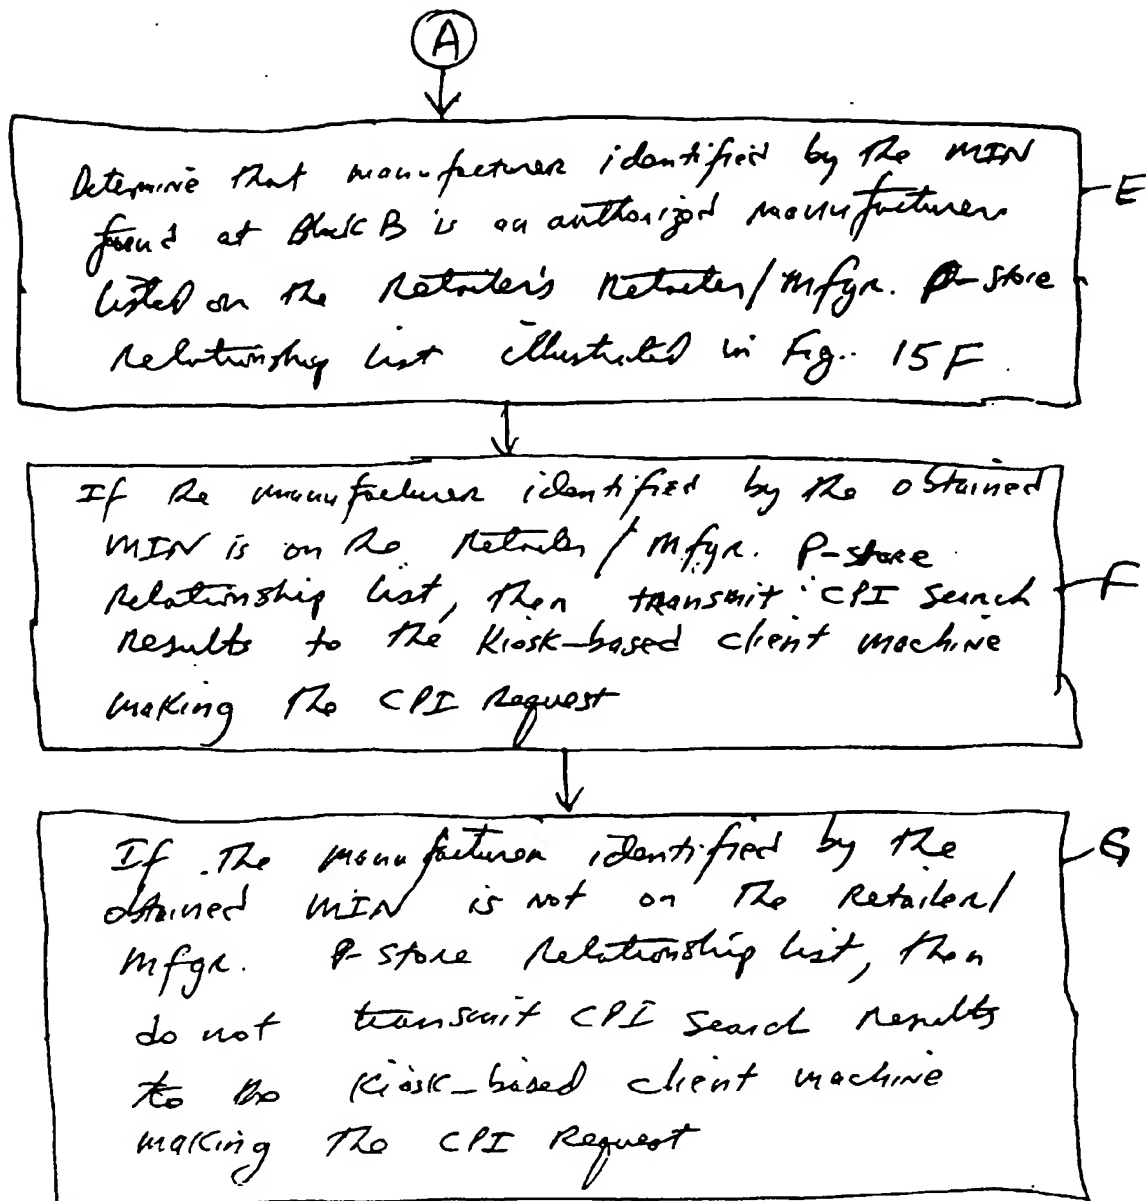 A
Determine that manufacturer identified by the MIN
found at Block B is an authorized manufacturer
listed on the Retailer's Retailer/Mfgr. P-store
Relationship list illustrated in Fig. 15F
E
If the manufacturer identified by the obtained
MIN is on the Retailer/Mfgr. P-store
Relationship list, then transmit CPI search
Results to the Kiosk-based client machine
making the CPI Request
F
If the manufacturer identified by the
obtained MIN is not on the Retailer/
Mfgr. P-store Relationship list, then
do not transmit CPI search results
to the Kiosk-based client machine
making the CPI Request
G